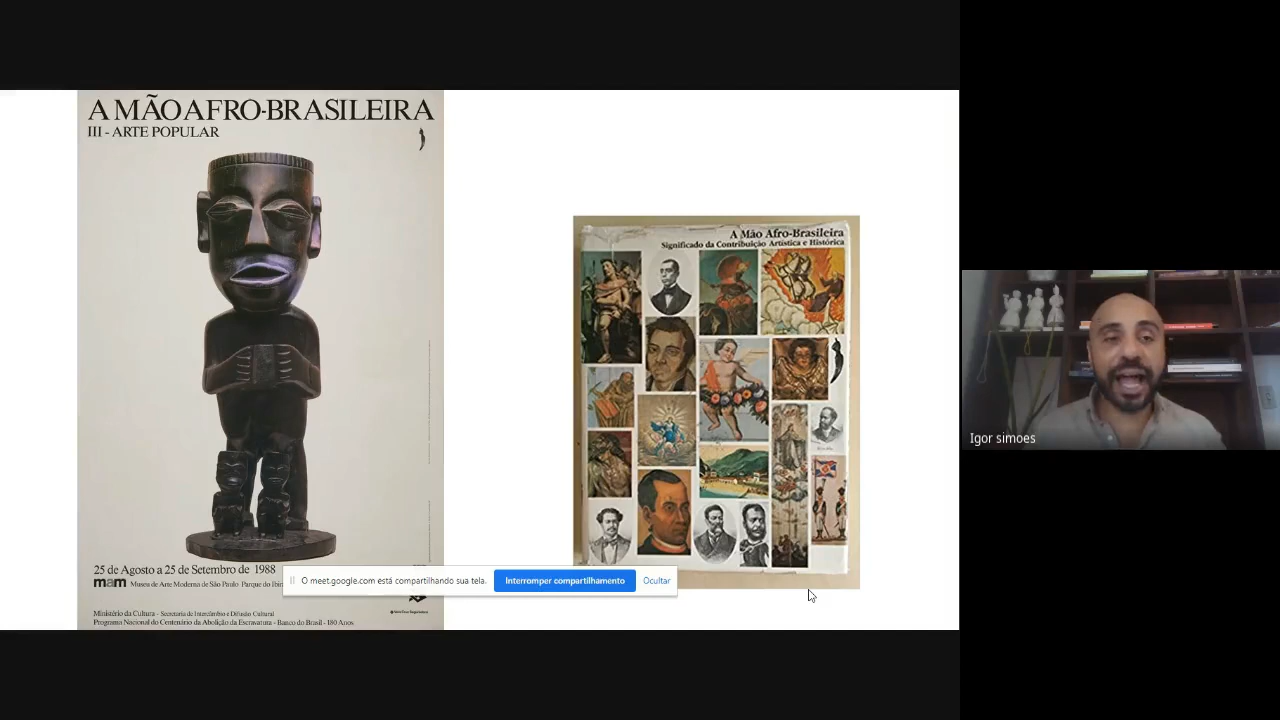 A MÃO AFRO-BRASILEIRA
III - ARTE POPULAR
25 de Agosto a 25 de Setembro de 1988
mam Museu de Arte Moderna de São Paulo Parque do
Ministério da Cultura - Secretaria de Intercâmbio e Difusão Cultural
Programa Nacional do Centenário da Abolição da Escravatura - Banco do Brasil - 180 Anos
A Mão Afro-Brasileira
Significado da Contribuição Artística e Histórica
O meet.google.com está compartilhando sua tela.
Interromper compartilhamento
Ocultar
Igor simoes